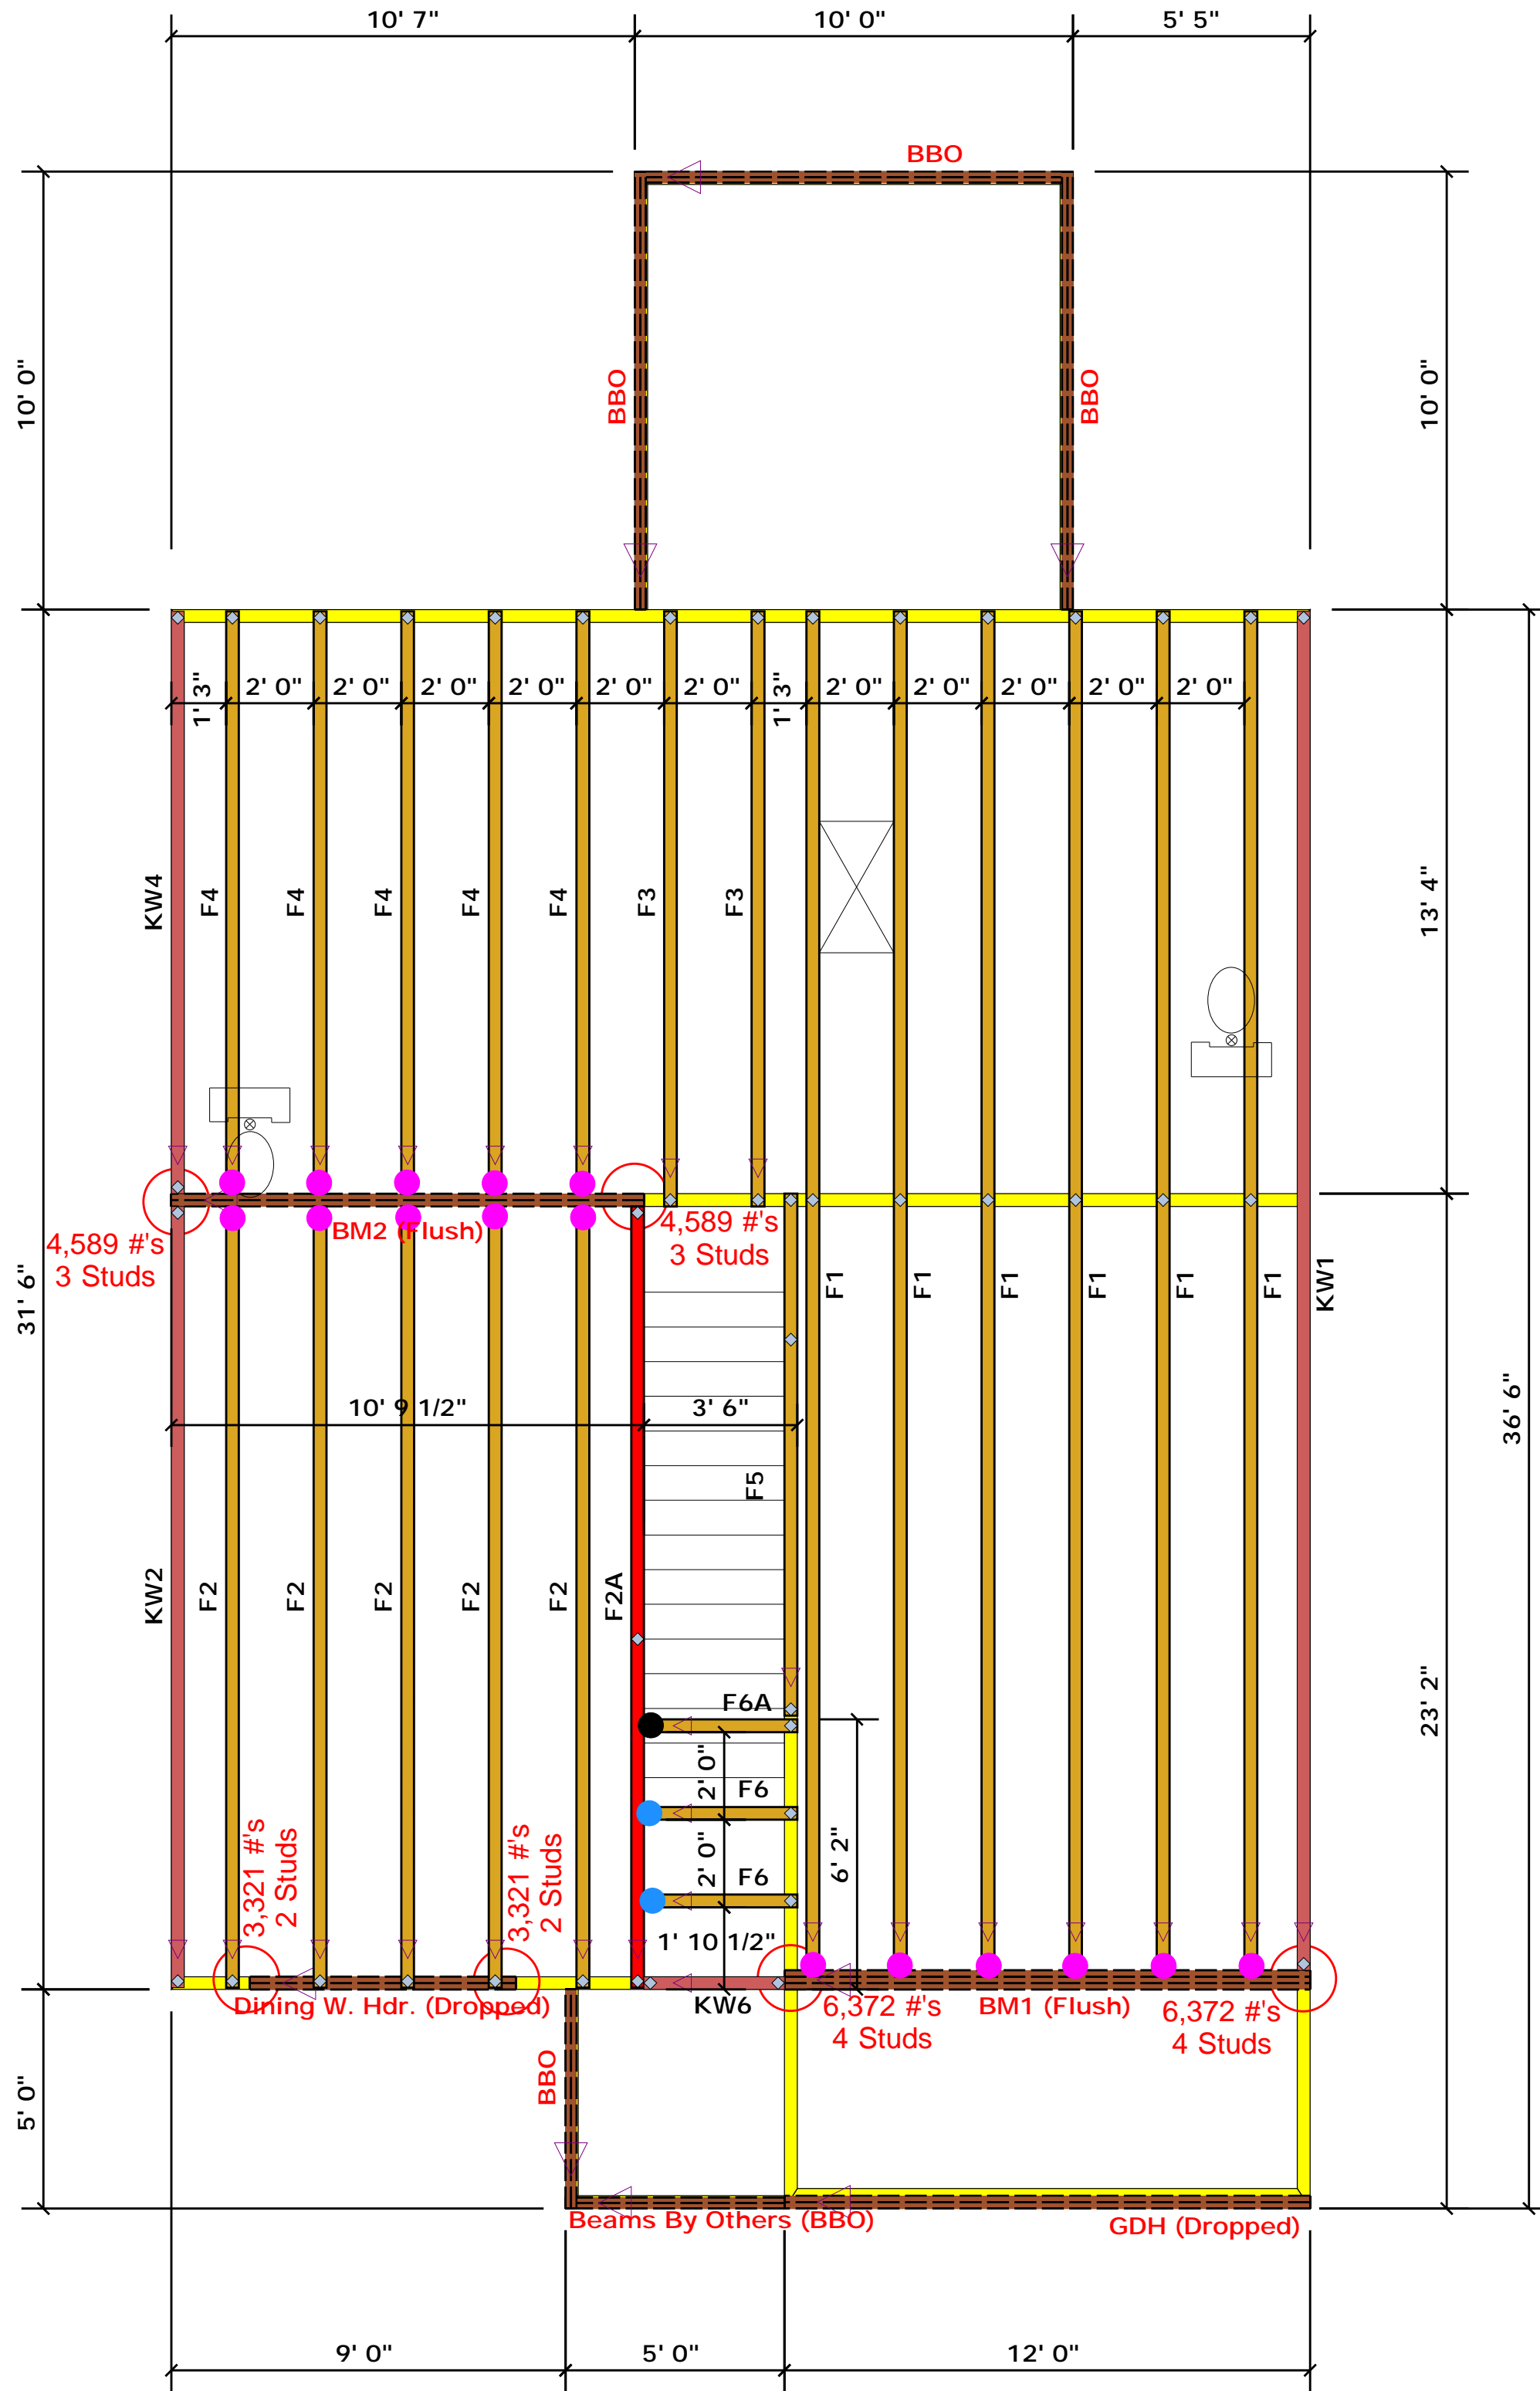 10' 7" 10' 0" 5' 5"
BBO
10' 0" BBO BBO 10' 0"
1' 3" 2' 0" 2' 0" 2' 0" 2' 0" 2' 0" 2' 0" 1' 3" 2' 0" 2' 0" 2' 0" 2' 0" 2' 0"
KW4 F4 F4 F4 F4 F4 F3 F3 13' 4"
4,589 #'s
3 Studs
BM2 (Flush)
4,589 #'s
3 Studs
31' 6" F1 F1 F1 F1 F1 F1 KW1
10' 9 1/2" 3' 6" 36' 6"
F5
KW2 F2 F2 F2 F2 F2 F2A
F6A 23' 2"
2' 0" F6
3,321 #'s
2 Studs
3,321 #'s
2 Studs
2' 0" F6 6' 2"
1' 10 1/2"
Dining W. Hdr. (Dropped) KW6
6,372 #'s
4 Studs
BM1 (Flush)
6,372 #'s
4 Studs
5' 0" BBO
Beams By Others (BBO) GDH (Dropped)
9' 0" 5' 0" 12' 0"